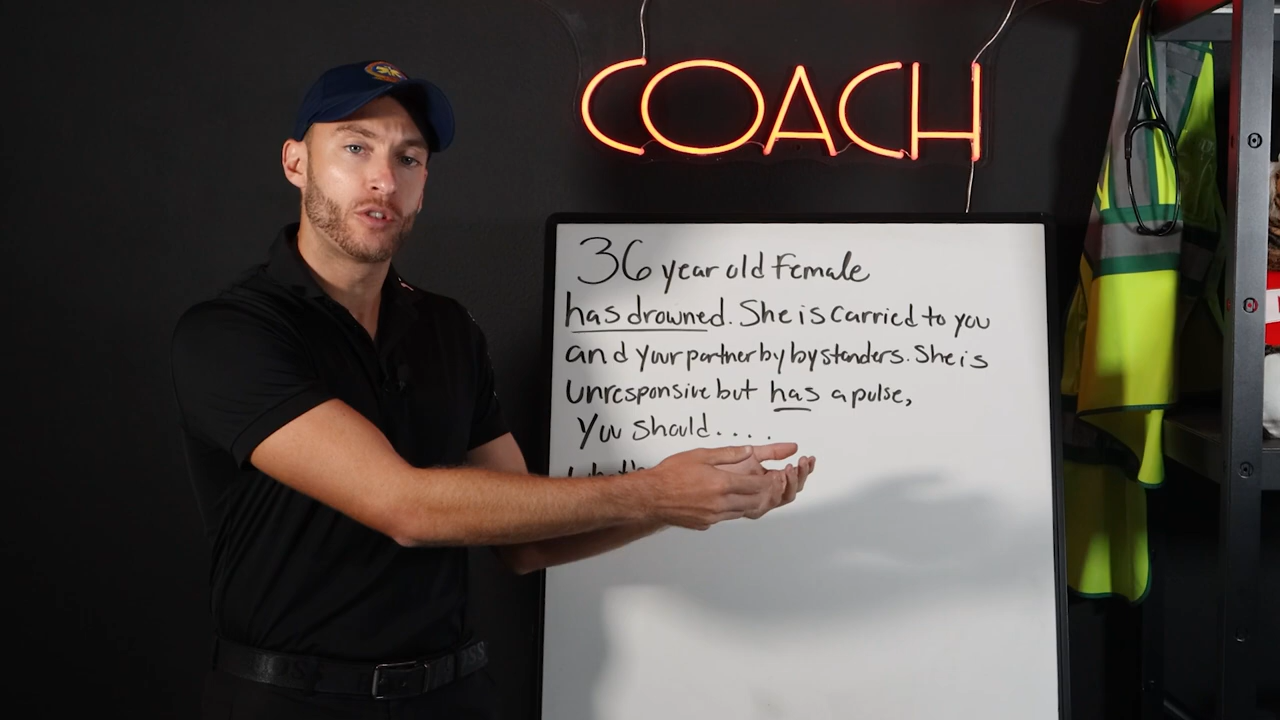 COACH
36 year old Female
has drowned. She is carried to you
and your partner by bystanders. She is
Unresponsive but has a pulse,
You should....